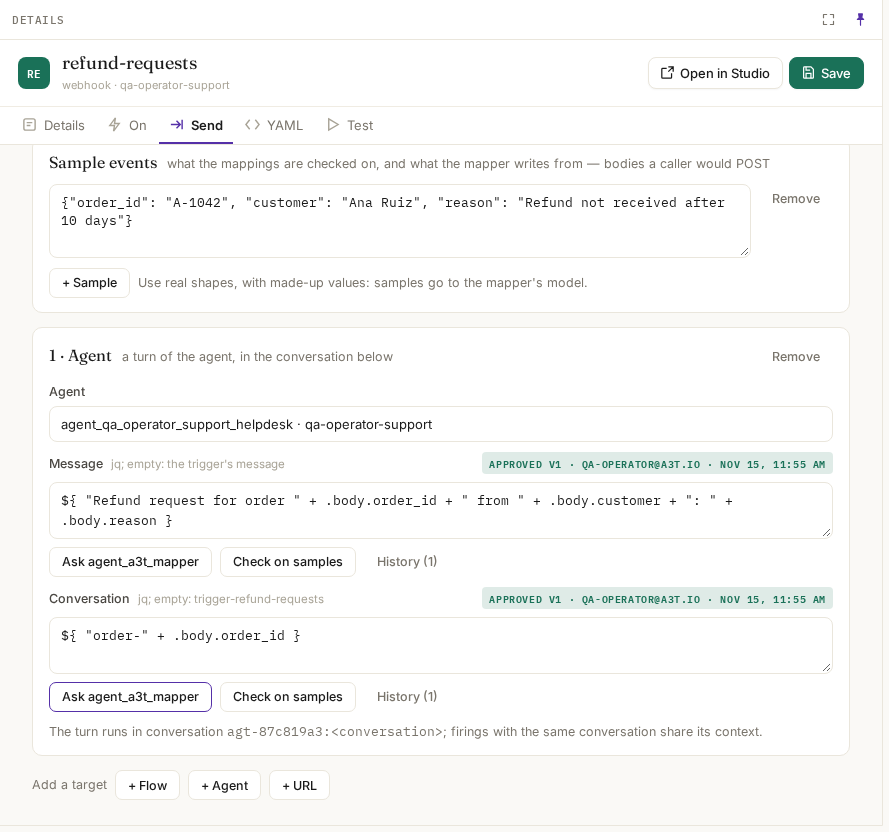 DETAILS
RE
refund-requests
webhook · qa-operator-support
Open in Studio
Save
Details
On
Send
YAML
Test
Sample events what the mappings are checked on, and what the mapper writes from — bodies a caller would POST
{"order_id": "A-1042", "customer": "Ana Ruiz", "reason": "Refund not received after
10 days"}
Remove
+ Sample
Use real shapes, with made-up values: samples go to the mapper's model.
1 · Agent a turn of the agent, in the conversation below
Remove
Agent
agent_qa_operator_support_helpdesk · qa-operator-support
Message jq; empty: the trigger's message
APPROVED V1 · QA-OPERATOR@A3T.IO · NOV 15, 11:55 AM
${ "Refund request for order " + .body.order_id + " from " + .body.customer + ": " +
.body.reason }
Ask agent_a3t_mapper
Check on samples
History (1)
Conversation jq; empty: trigger-refund-requests
APPROVED V1 · QA-OPERATOR@A3T.IO · NOV 15, 11:55 AM
${ "order-" + .body.order_id }
Ask agent_a3t_mapper
Check on samples
History (1)
The turn runs in conversation agt-87c819a3:<conversation>; firings with the same conversation share its context.
Add a target
+ Flow
+ Agent
+ URL